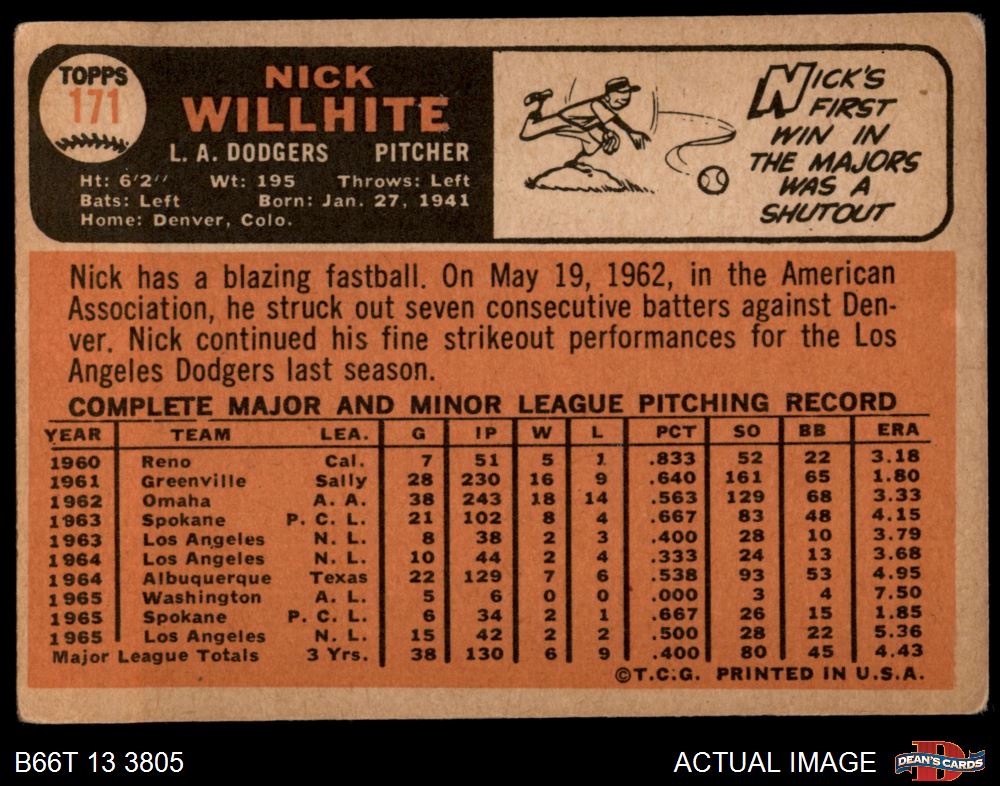 TOPPS
171
NICK
WILLHITE
L. A. DODGERS PITCHER
Ht: 6'2" Wt: 195 Throws: Left
Bats: Left Born: Jan. 27, 1941
Home: Denver, Colo.
NICK'S
FIRST
WIN IN
THE MAJORS
WAS A
SHUTOUT
Nick has a blazing fastball. On May 19, 1962, in the American
Association, he struck out seven consecutive batters against Den-
ver. Nick continued his fine strikeout performances for the Los
Angeles Dodgers last season.
COMPLETE MAJOR AND MINOR LEAGUE PITCHING RECORD
YEAR TEAM LEA. G IP W L PCT SO BB ERA
1960 Reno Cal. 7 51 5 1 .833 52 22 3.18
1961 Greenville Sally 28 230 16 9 .640 161 65 1.80
1962 Omaha A. A. 38 243 18 14 .563 129 68 3.33
1963 Spokane P. C. L. 21 102 8 4 .667 83 48 4.15
1963 Los Angeles N. L. 8 38 2 3 .400 28 10 3.79
1964 Los Angeles N. L. 10 44 2 4 .333 24 13 3.68
1964 Albuquerque Texas 22 129 7 6 .538 93 53 4.95
1965 Washington A. L. 5 6 0 0 .000 3 4 7.50
1965 Spokane P. C. L. 6 34 2 1 .667 26 15 1.85
1965 Los Angeles N. L. 15 42 2 2 .500 28 22 5.36
Major League Totals 3 Yrs. 38 130 6 9 .400 80 45 4.43
©T.C.G. PRINTED IN U.S.A.
B66T 13 3805 ACTUAL IMAGE
DEAN'S CARDS